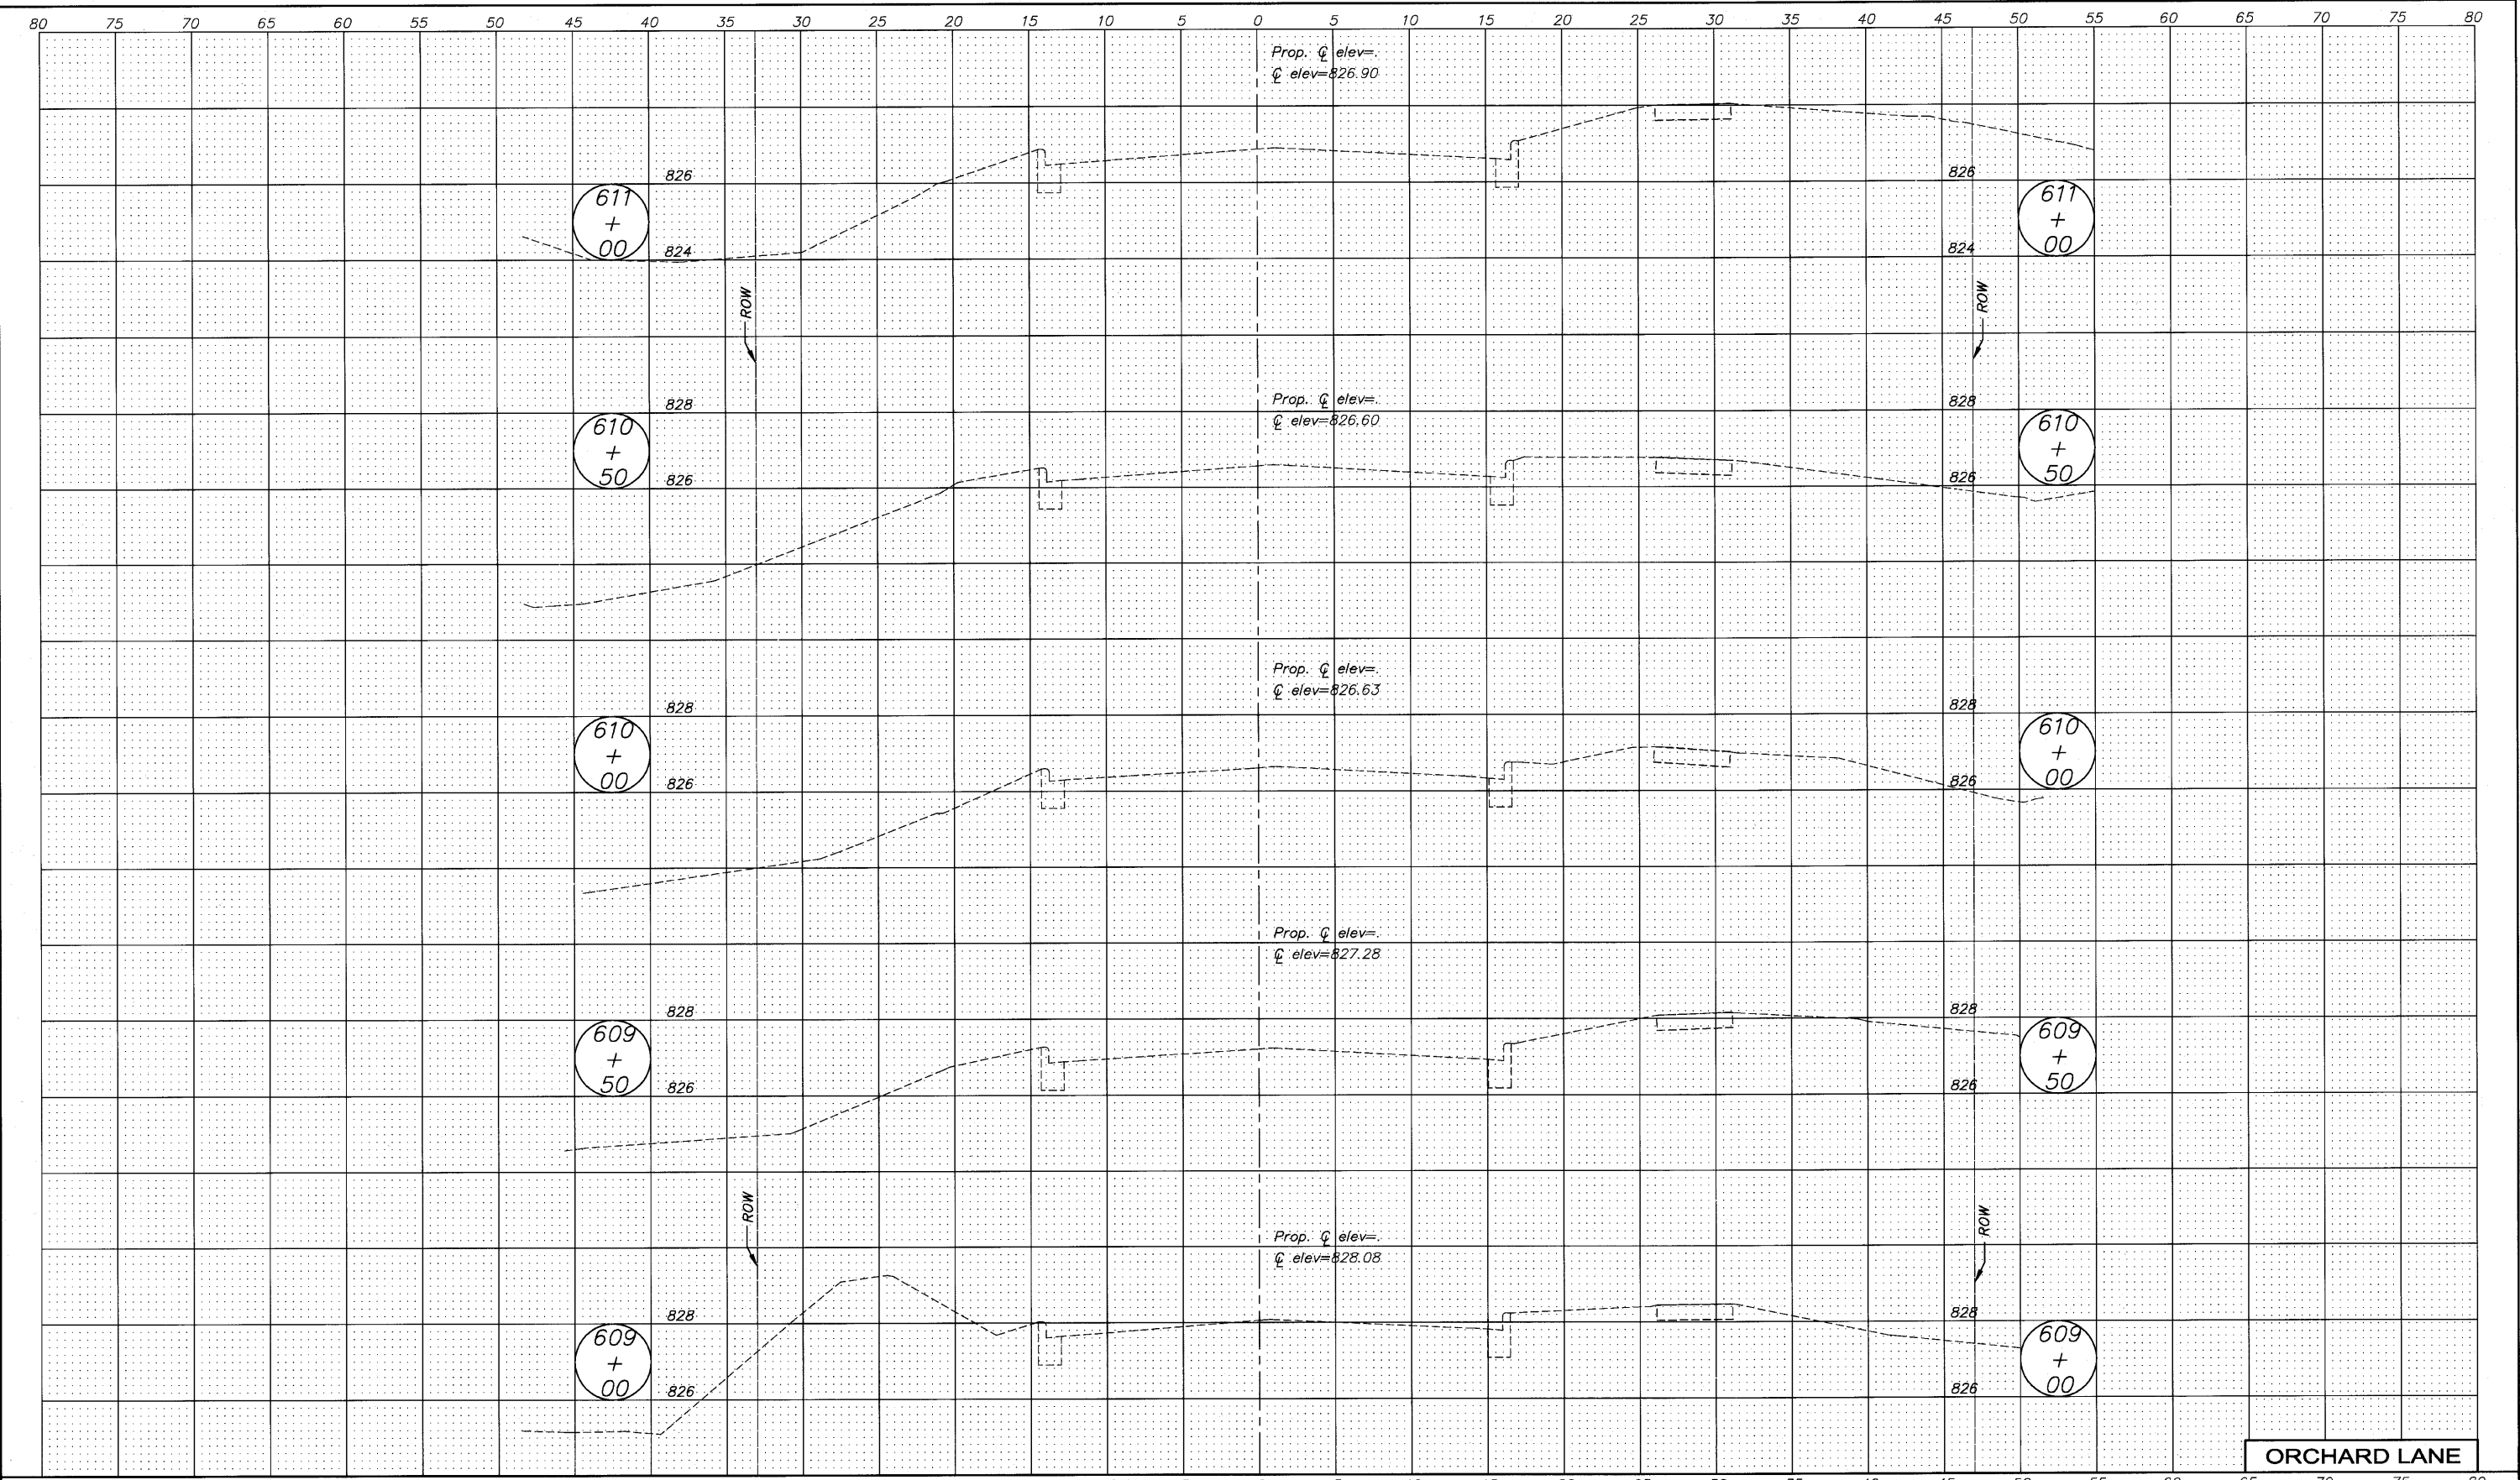 80 75 70 65 60 55 50 45 40 35 30 25 20 15 10 5 0 5 10 15 20 25 30 35 40 45 50 55 60 65 70 75 80
Prop. ℄ elev=.
℄ elev=826.90
826 826
611 + 00 611 + 00
824 824
ROW ROW
Prop. ℄ elev=.
℄ elev=826.60
828 828
610 + 50 610 + 50
826 826
Prop. ℄ elev=.
℄ elev=826.63
828 828
610 + 00 610 + 00
826 826
Prop. ℄ elev=.
℄ elev=827.28
828 828
609 + 50 609 + 50
826 826
ROW ROW
Prop. ℄ elev=.
℄ elev=828.08
828 828
609 + 00 609 + 00
826 826
ORCHARD LANE